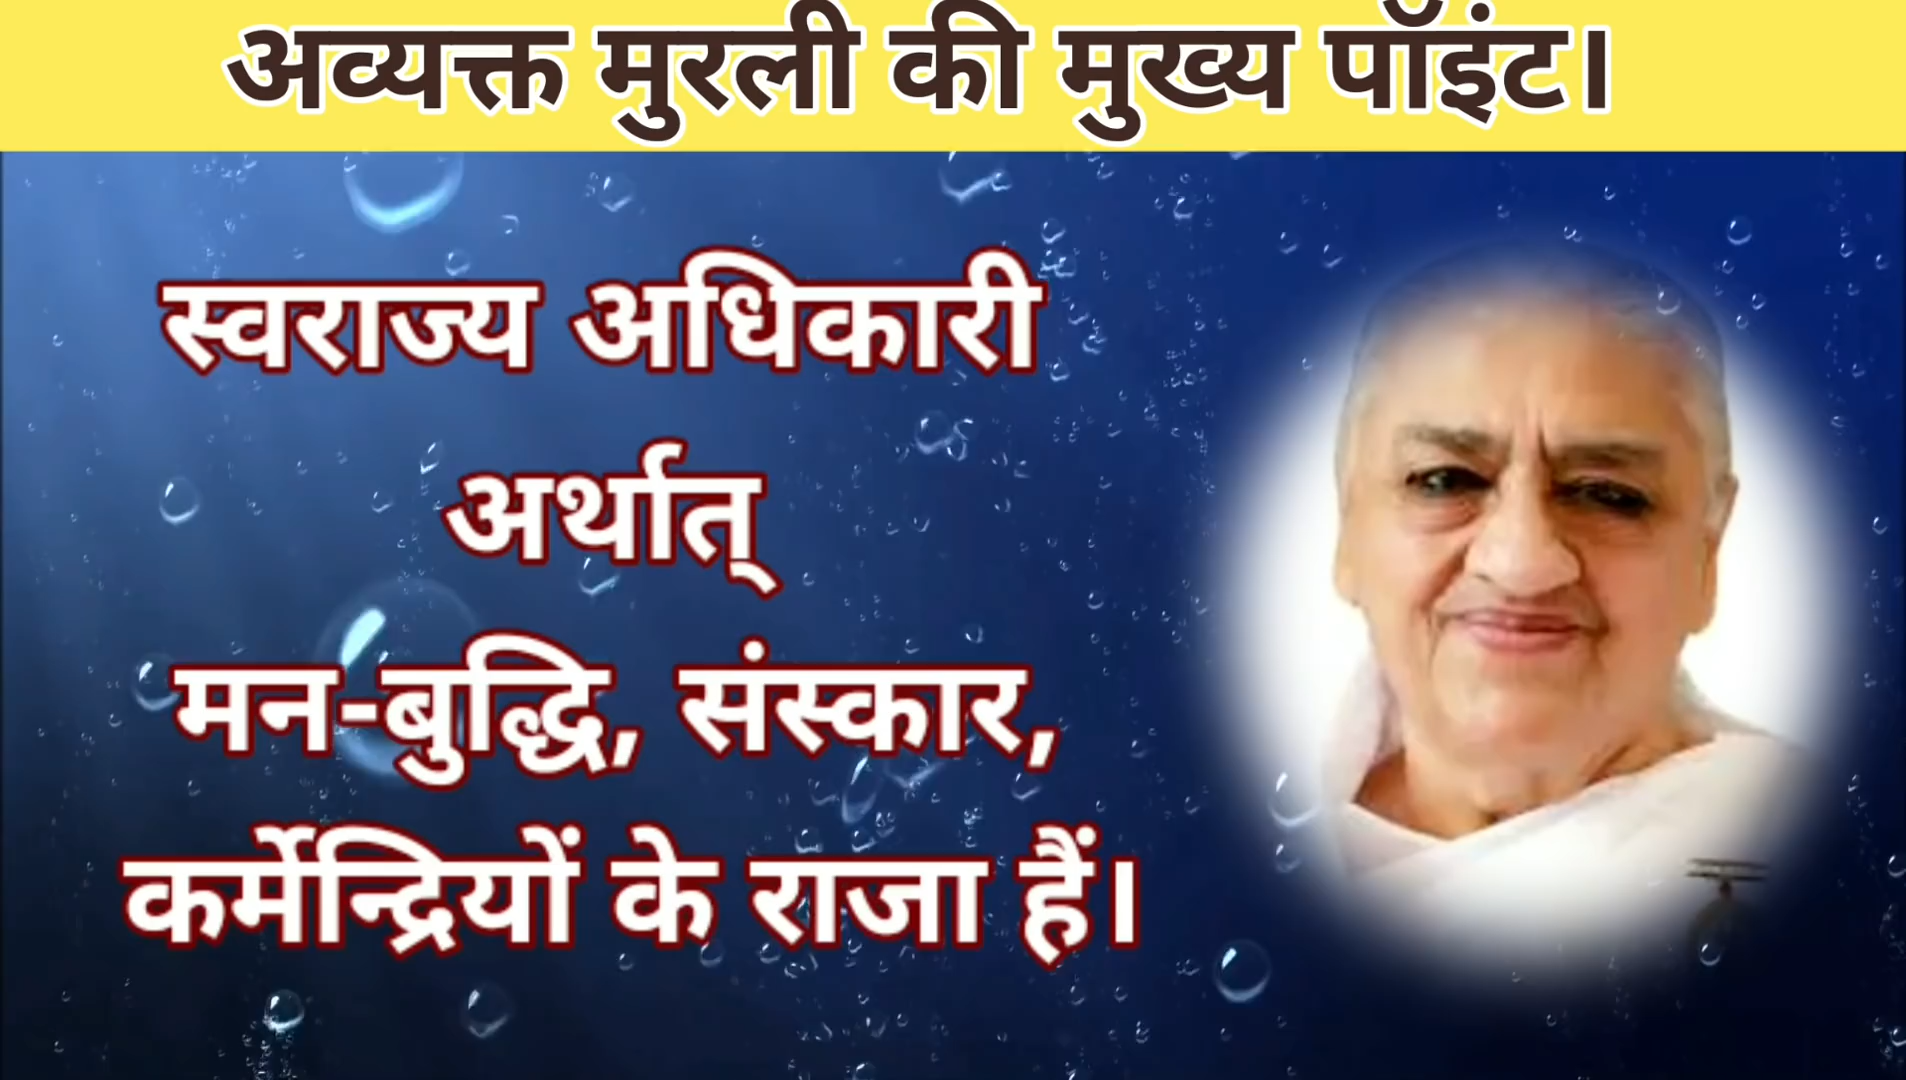 अव्यक्त मुरली की मुख्य पॉइंट।
स्वराज्य अधिकारी
अर्थात्
मन-बुद्धि, संस्कार,
कर्मेन्द्रियों के राजा हैं।